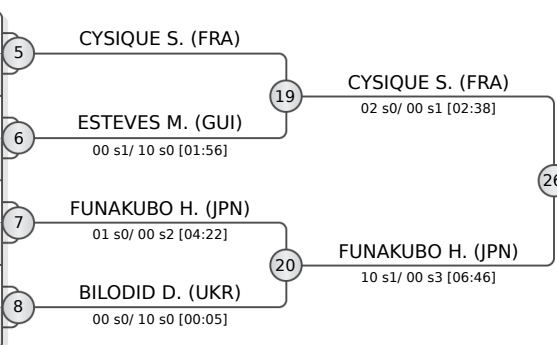 5
CYSIQUE S. (FRA)
19
CYSIQUE S. (FRA)
02 s0/ 00 s1 [02:38]
6
ESTEVES M. (GUI)
00 s1/ 10 s0 [01:56]
26
7
FUNAKUBO H. (JPN)
01 s0/ 00 s2 [04:22]
20
FUNAKUBO H. (JPN)
10 s1/ 00 s3 [06:46]
8
BILODID D. (UKR)
00 s0/ 10 s0 [00:05]